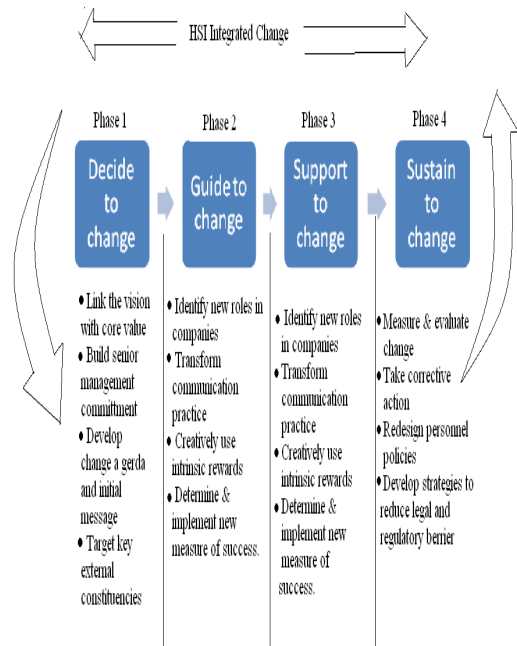 HSI Integrated Change
Phase 1
Phase 2
Phase 3
Phase 4
Decide
to
change
Guide to
change
Support
to
change
Sustain
to
change
• Link the vision
with core value
• Build senior
management
committment
• Develop
change a gerda
and initial
message
• Target key
external
constituencies
• Identify new roles in
companies
• Transform
communication
practice
• Creatively use
intrinsic rewards
• Determine &
implement new
measure of success.
• Identify new roles
in companies
• Transform
communication
practice
• Creatively use
intrinsic rewards
• Determine &
implement new
measure of
success.
• Measure & evaluate
change
• Take corrective
action
• Redesign personnel
policies
• Develop strategies to
reduce legal and
regulatory barrier